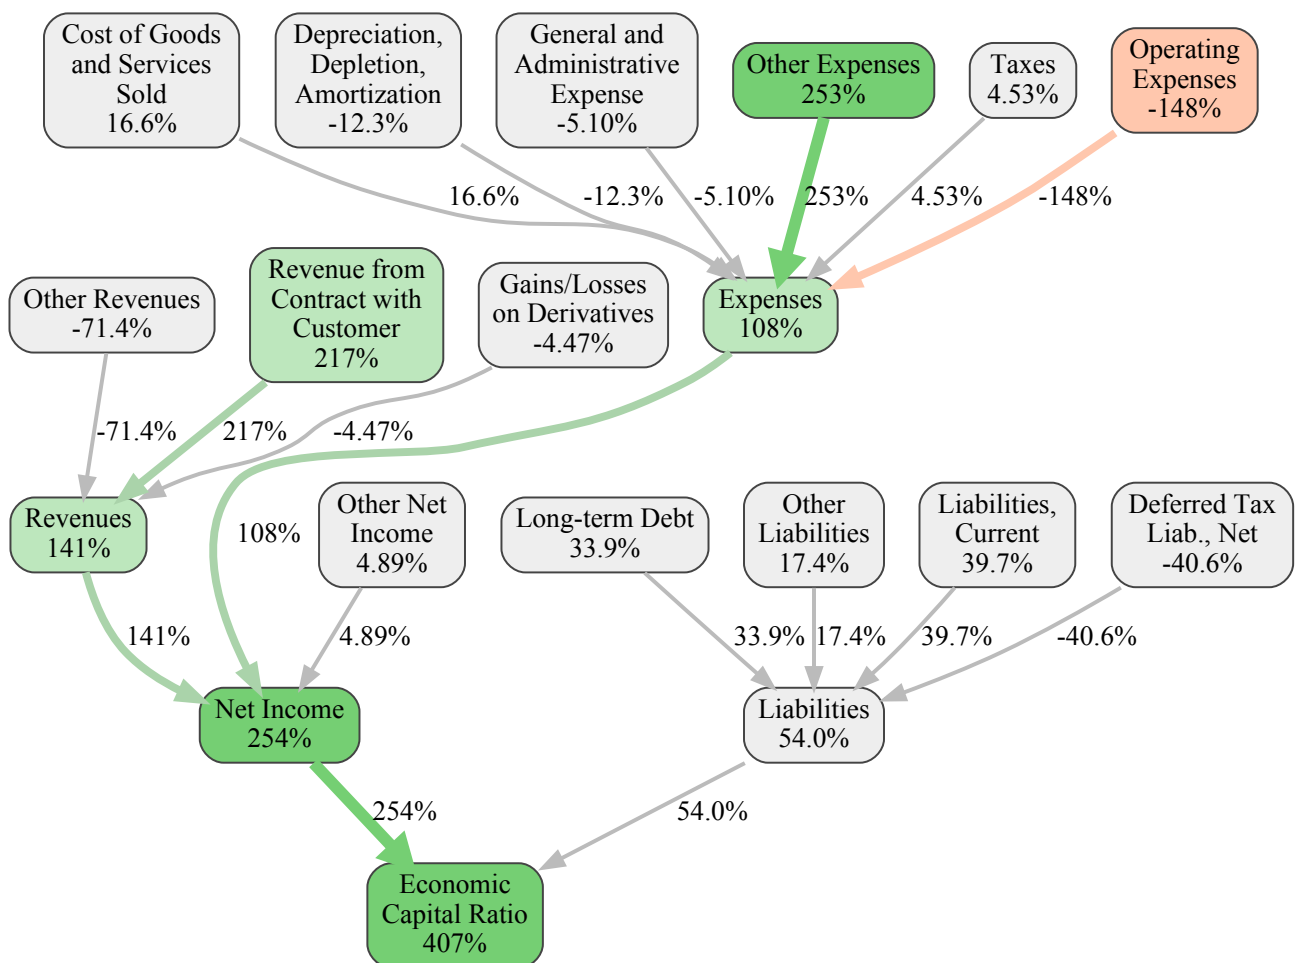 Cost of Goods
and Services
Sold
16.6%
Depreciation,
Depletion,
Amortization
-12.3%
General and
Administrative
Expense
-5.10%
Other Expenses
253%
Taxes
4.53%
Operating
Expenses
-148%
16.6%
-12.3%
-5.10%
253%
4.53%
-148%
Other Revenues
-71.4%
Revenue from
Contract with
Customer
217%
Gains/Losses
on Derivatives
-4.47%
Expenses
108%
-71.4%
217%
-4.47%
Revenues
141%
108%
Other Net
Income
4.89%
Long-term Debt
33.9%
Other
Liabilities
17.4%
Liabilities,
Current
39.7%
Deferred Tax
Liab., Net
-40.6%
141%
4.89%
33.9%
17.4%
39.7%
-40.6%
Net Income
254%
Liabilities
54.0%
254%
54.0%
Economic
Capital Ratio
407%